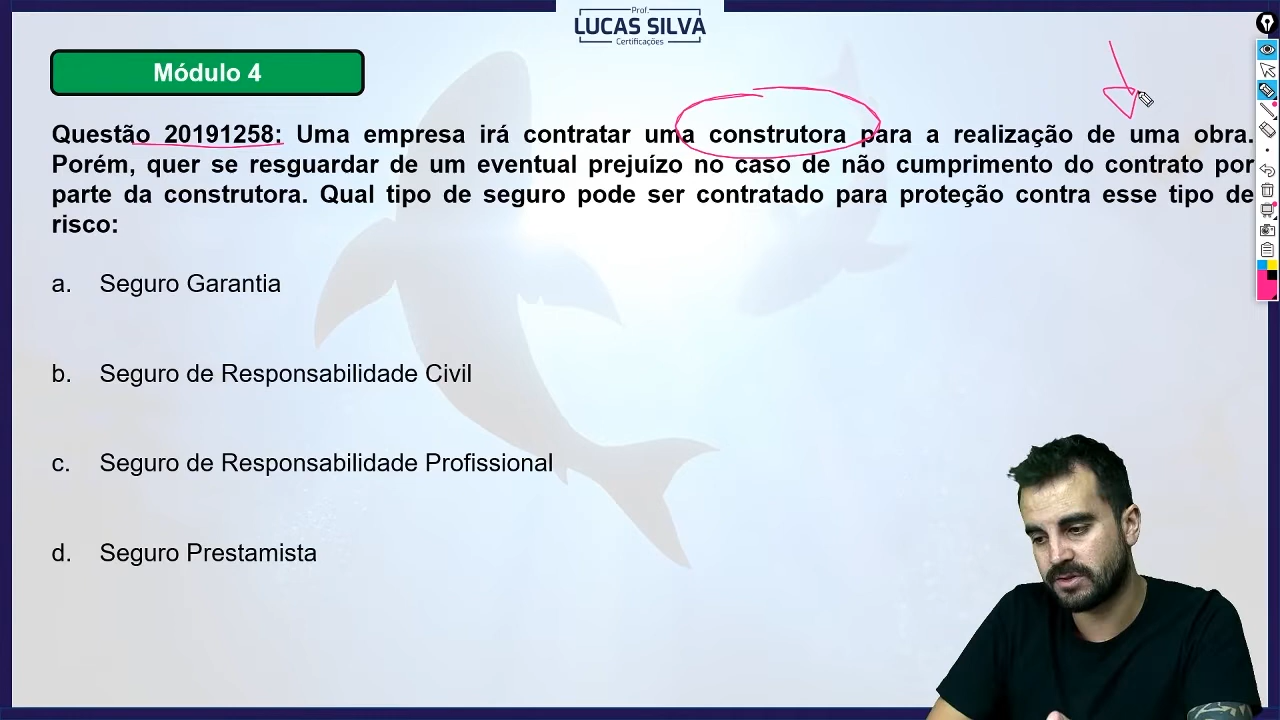 Prof.
LUCAS SILVA
Certificações
Módulo 4
Questão 20191258: Uma empresa irá contratar uma construtora para a realização de uma obra.
Porém, quer se resguardar de um eventual prejuízo no caso de não cumprimento do contrato por
parte da construtora. Qual tipo de seguro pode ser contratado para proteção contra esse tipo de
risco:
a. Seguro Garantia
b. Seguro de Responsabilidade Civil
c. Seguro de Responsabilidade Profissional
d. Seguro Prestamista